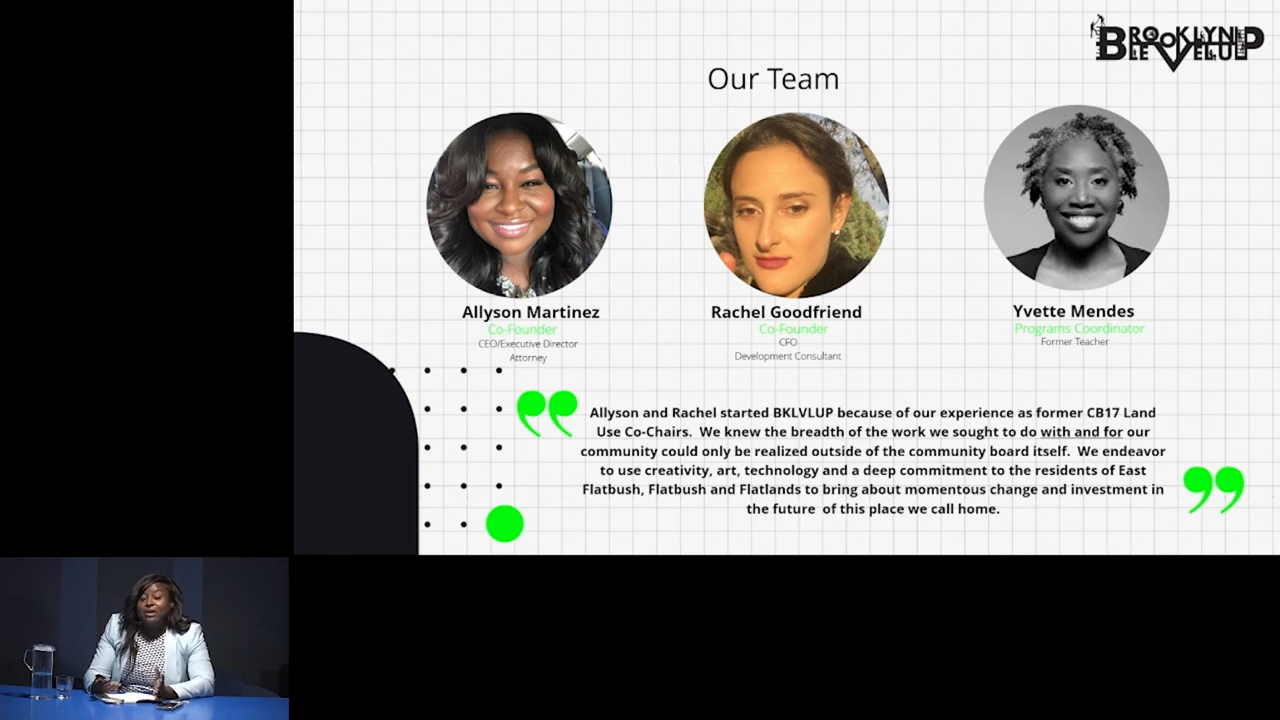 BROOKLYN
LEVELUP
Our Team
Allyson Martinez
Co-Founder
CEO/Executive Director
Attorney
Rachel Goodfriend
Co-Founder
CFO
Development Consultant
Yvette Mendes
Programs Coordinator
Former Teacher
Allyson and Rachel started BKLVLUP because of our experience as former CB17 Land
Use Co-Chairs. We knew the breadth of the work we sought to do with and for our
community could only be realized outside of the community board itself. We endeavor
to use creativity, art, technology and a deep commitment to the residents of East
Flatbush, Flatbush and Flatlands to bring about momentous change and investment in
the future of this place we call home.